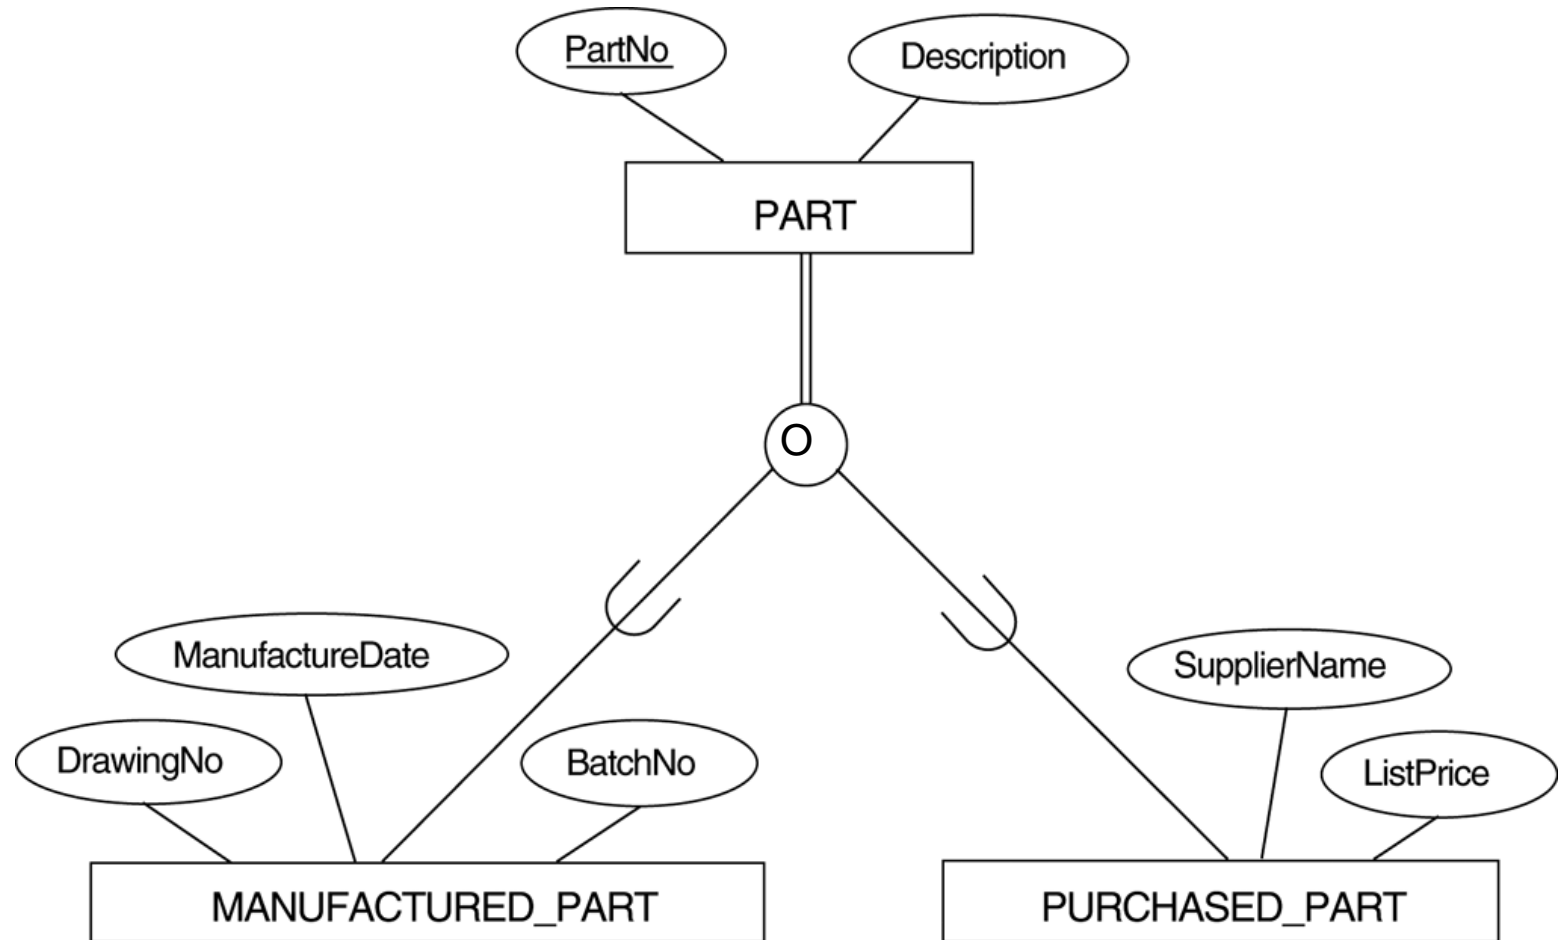 PartNo
Description
PART
O
ManufactureDate
SupplierName
DrawingNo
BatchNo
ListPrice
MANUFACTURED_PART
PURCHASED_PART